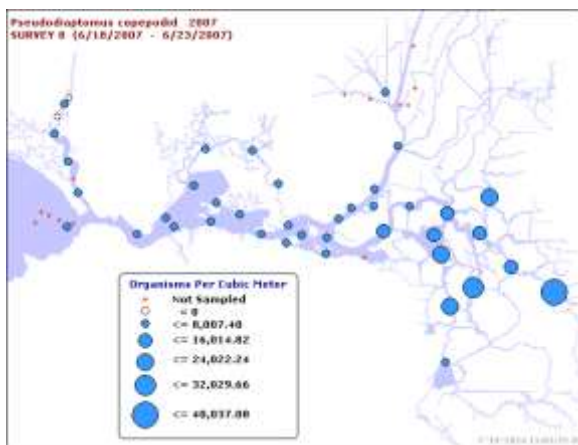 Pseudodiaptomus copepodid 2007
SURVEY 8 (6/18/2007 - 6/23/2007)
Organisms Per Cubic Meter
Not Sampled
= 0
<= 8,007.40
<= 16,014.82
<= 24,022.24
<= 32,029.66
<= 40,037.08